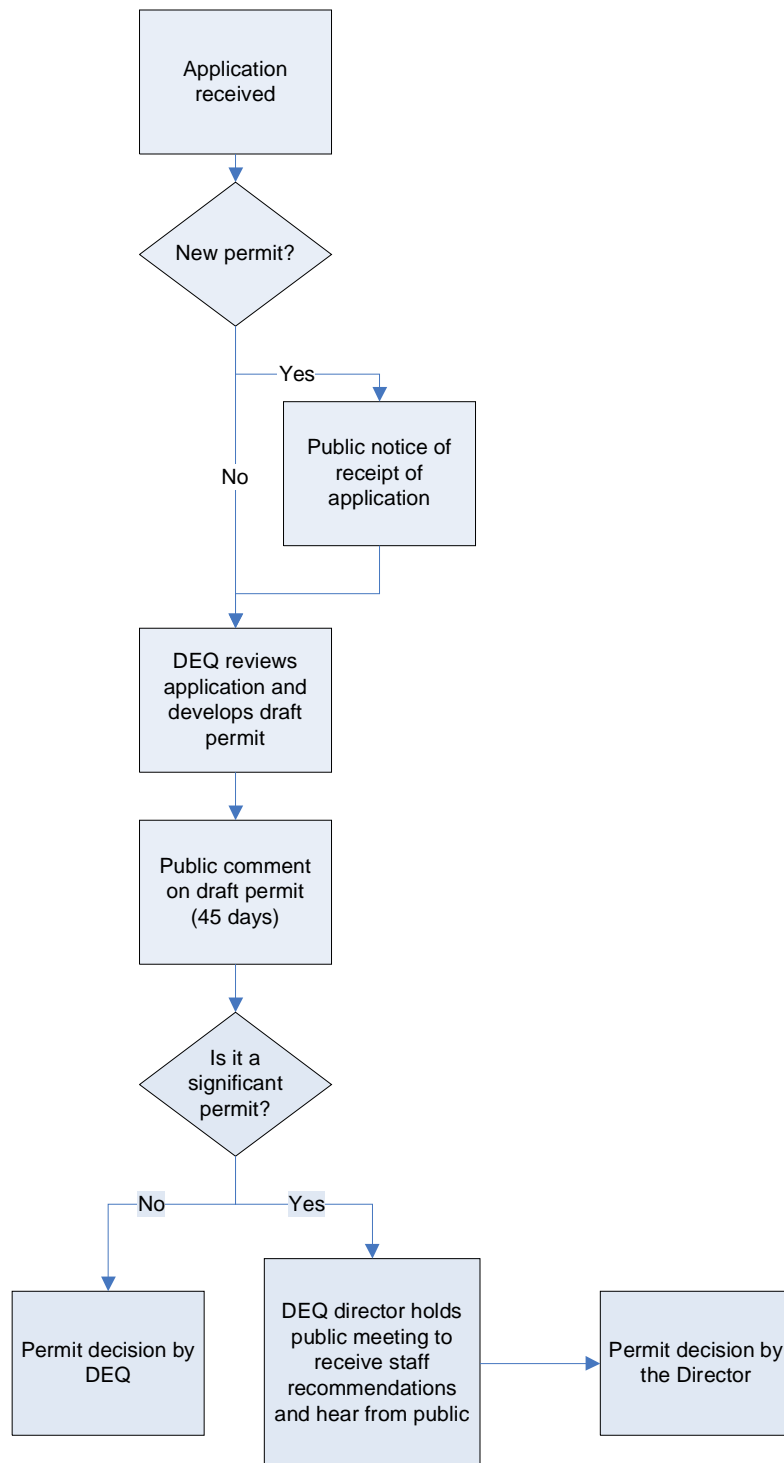 Application
received
New permit?
Yes
Public notice of
receipt of
application
No
DEQ reviews
application and
develops draft
permit
Public comment
on draft permit
(45 days)
Is it a
significant
permit?
No
Yes
Permit decision by
DEQ
DEQ director holds
public meeting to
receive staff
recommendations
and hear from public
Permit decision by
the Director